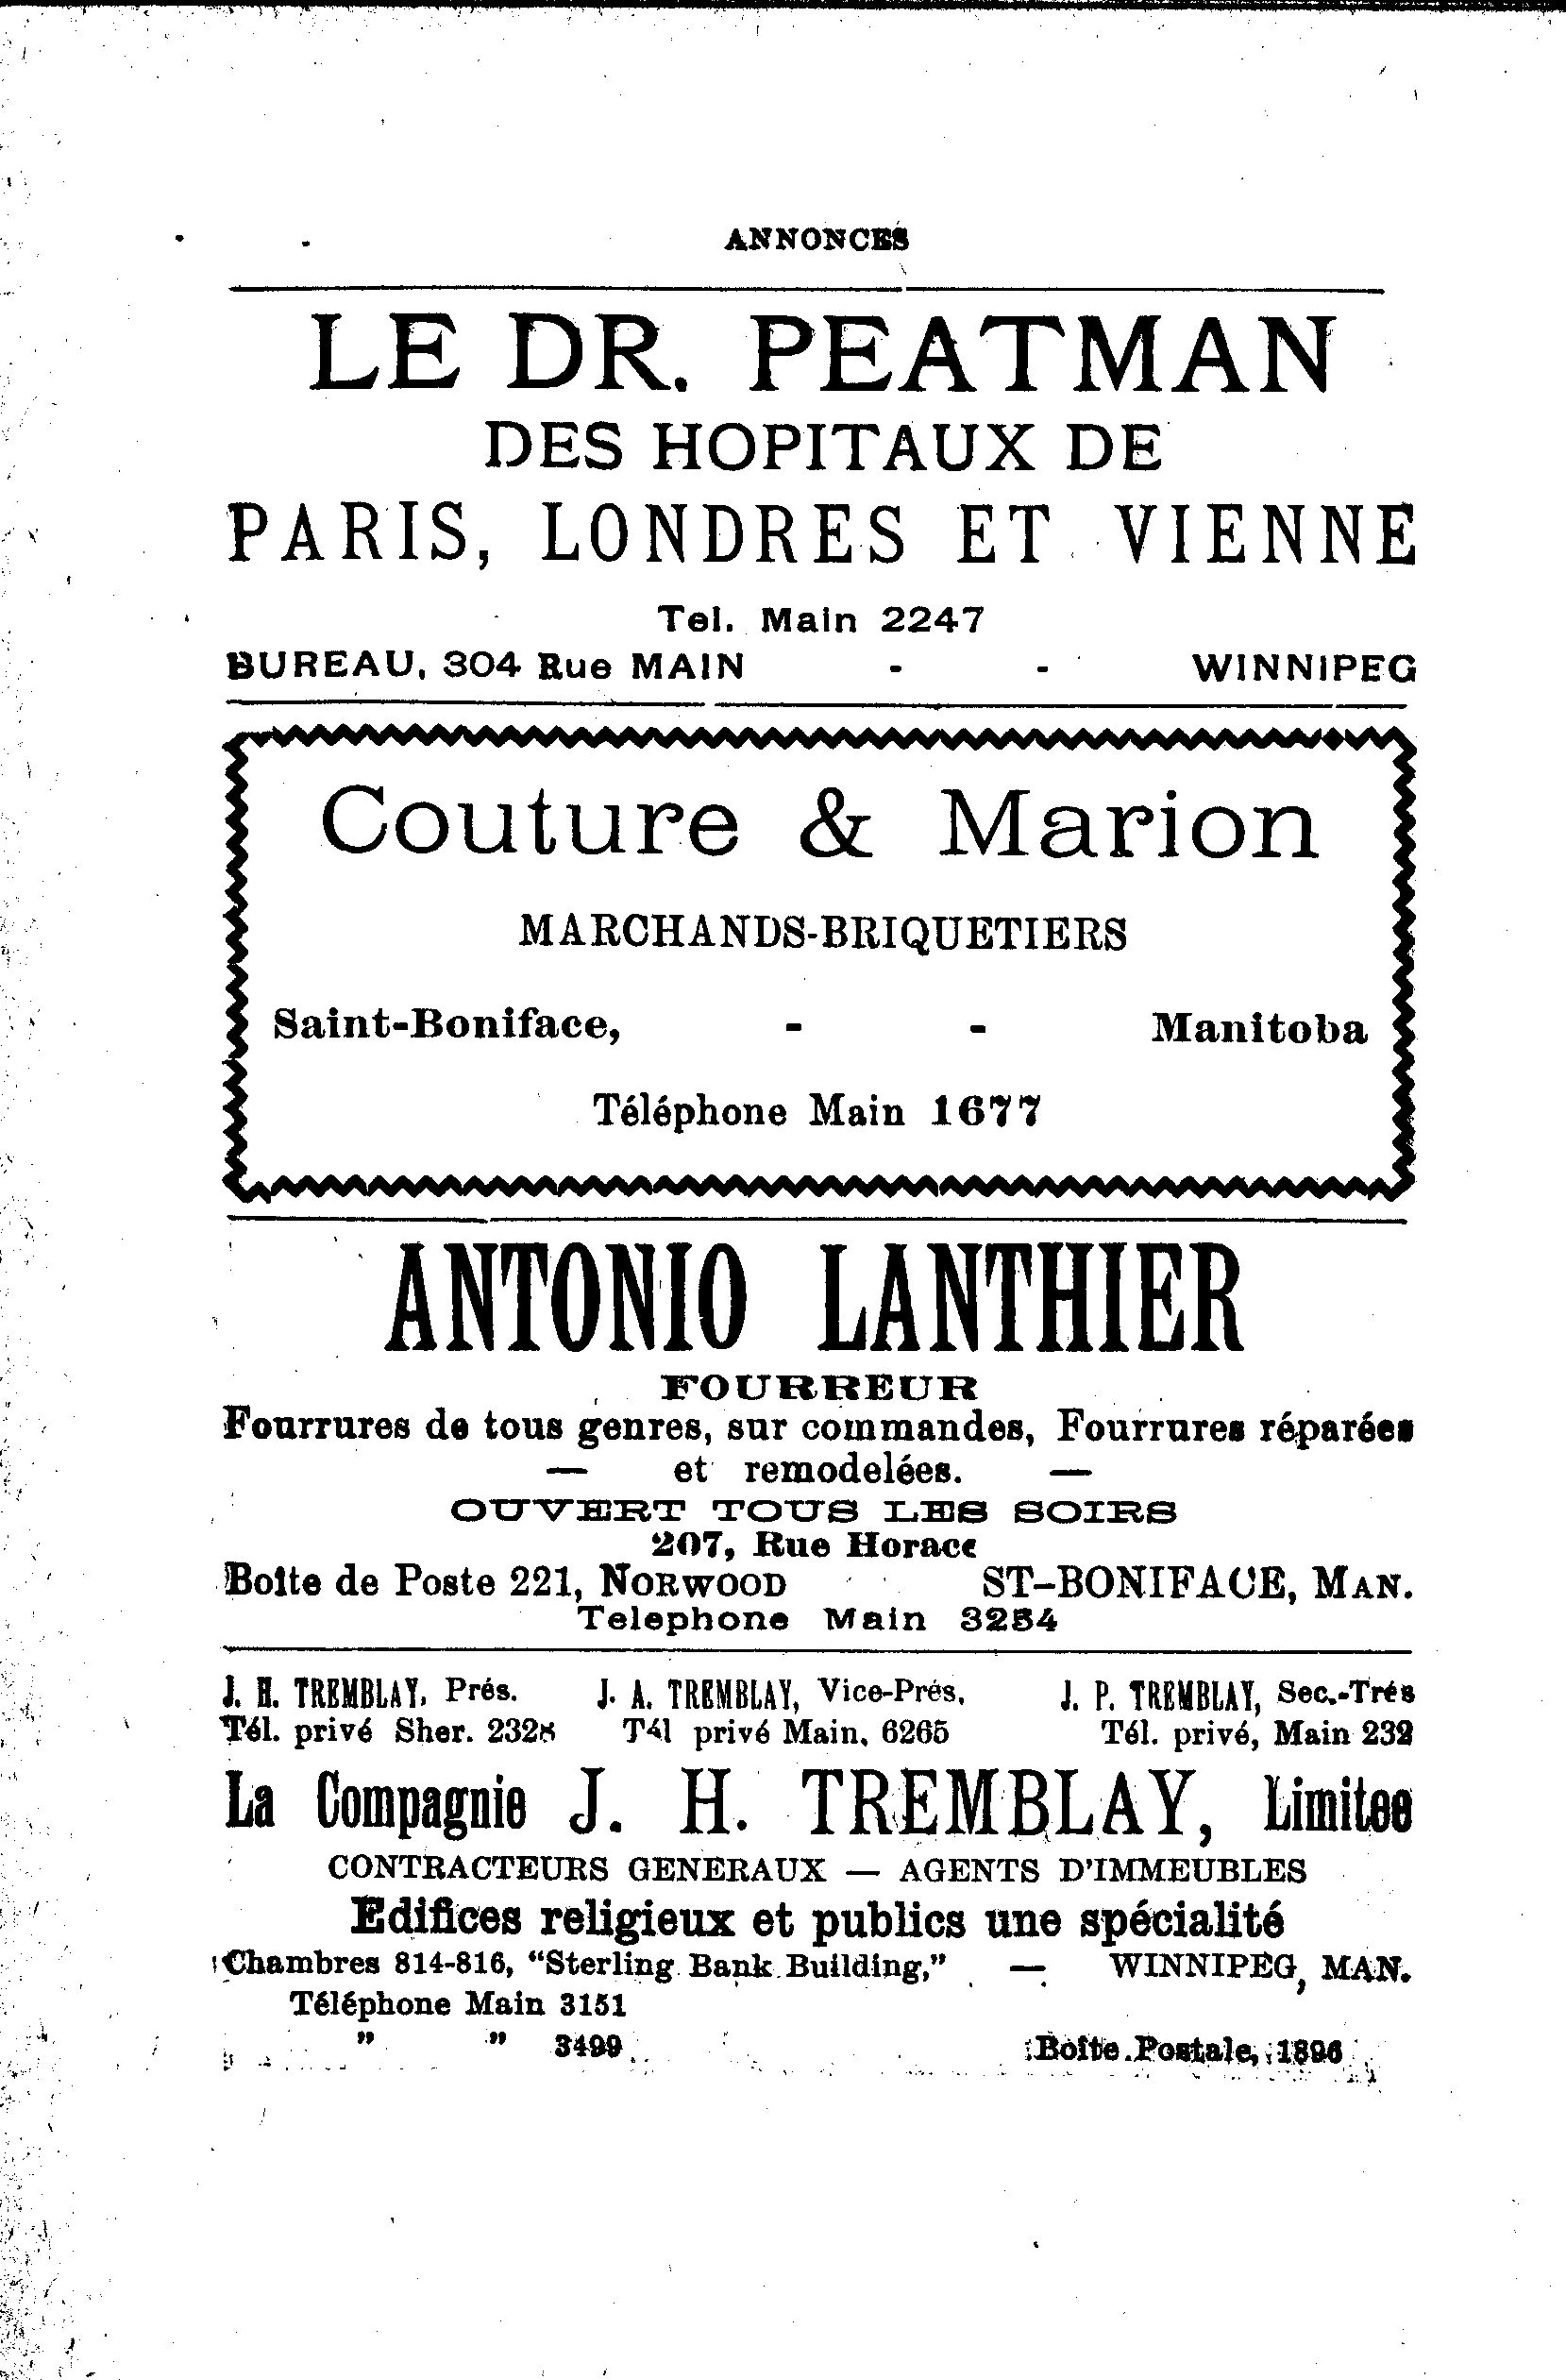 ANNONCES
LE DR. PEATMAN
DES HOPITAUX DE
PARIS, LONDRES ET VIENNE
Tel. Main 2247
BUREAU, 304 Rue MAIN - - WINNIPEG
Couture & Marion
MARCHANDS-BRIQUETIERS
Saint-Boniface, - - Manitoba
Téléphone Main 1677
ANTONIO LANTHIER
FOURREUR
Fourrures de tous genres, sur commandes, Fourrures réparées
— et remodelées. —
OUVERT TOUS LES SOIRS
207, Rue Horace
Boite de Poste 221, NORWOOD ST-BONIFACE, MAN.
Telephone Main
J. H. TREMBLAY, Prés. J. A. TREMBLAY, Vice-Prés, J. P. TREMBLAY, Sec.-Trés
Tél. privé Sher. 2328 Tél privé Main, 6265 Tél. privé, Main 232
La Compagnie J. H. TREMBLAY, Limitee
CONTRACTEURS GENERAUX — AGENTS D'IMMEUBLES
Edifices religieux et publics une spécialité
Chambres 814-816, "Sterling Bank Building," — WINNIPEG, MAN.
Téléphone Main 3151
" " 3499 Boîte Postale, 1896